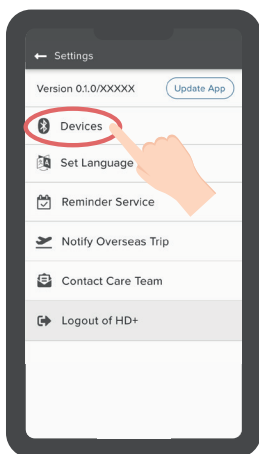 Settings
Version 0.1.0/XXXXX Update App
Devices
Set Language
Reminder Service
Notify Overseas Trip
Contact Care Team
Logout of HD+